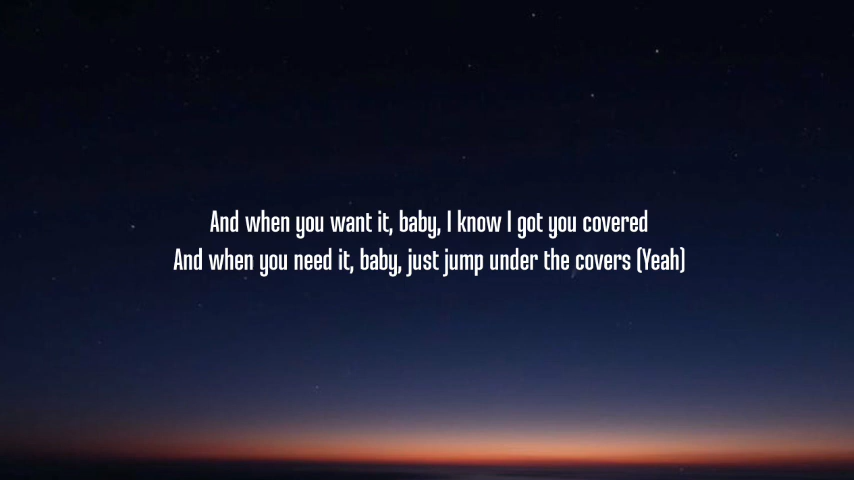 And when you want it, baby, I know I got you covered
And when you need it, baby, just jump under the covers (Yeah)